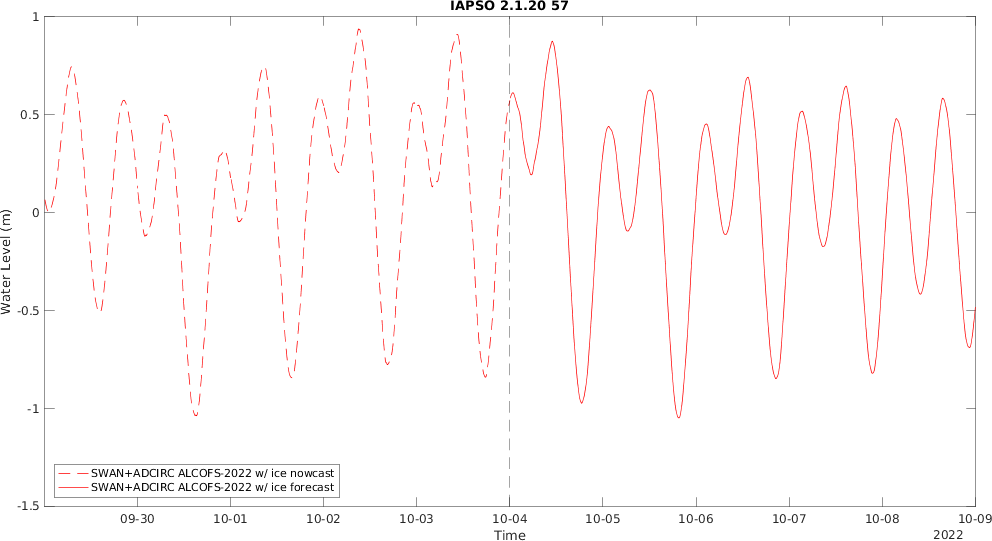 IAPSO 2.1.20 57
Water Level (m)
1
0.5
0
-0.5
-1
-1.5
SWAN+ADCIRC ALCOFS-2022 w/ ice nowcast
SWAN+ADCIRC ALCOFS-2022 w/ ice forecast
09-30 10-01 10-02 10-03 10-04 10-05 10-06 10-07 10-08 10-09
Time
2022